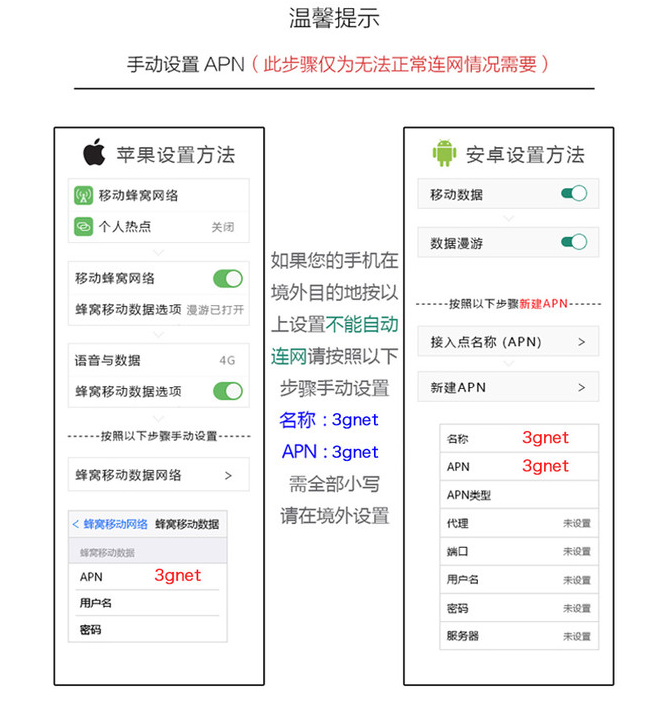 温馨提示
手动设置 APN（此步骤仅为无法正常连网情况需要）
苹果设置方法
移动蜂窝网络
个人热点 关闭
移动蜂窝网络
蜂窝移动数据选项 漫游已打开
语音与数据 4G
蜂窝移动数据选项
-----按照以下步骤手动设置-----
蜂窝移动数据网络 >
< 蜂窝移动网络 蜂窝移动数据
蜂窝移动数据
APN 3gnet
用户名
密码
如果您的手机在
境外目的地按以
上设置不能自动
连网请按照以下
步骤手动设置
名称：3gnet
APN：3gnet
需全部小写
请在境外设置
安卓设置方法
移动数据
数据漫游
-----按照以下步骤新建APN-----
接入点名称 (APN) >
新建APN >
名称 3gnet
APN 3gnet
APN类型
代理 未设置
端口 未设置
用户名 未设置
密码 未设置
服务器 未设置